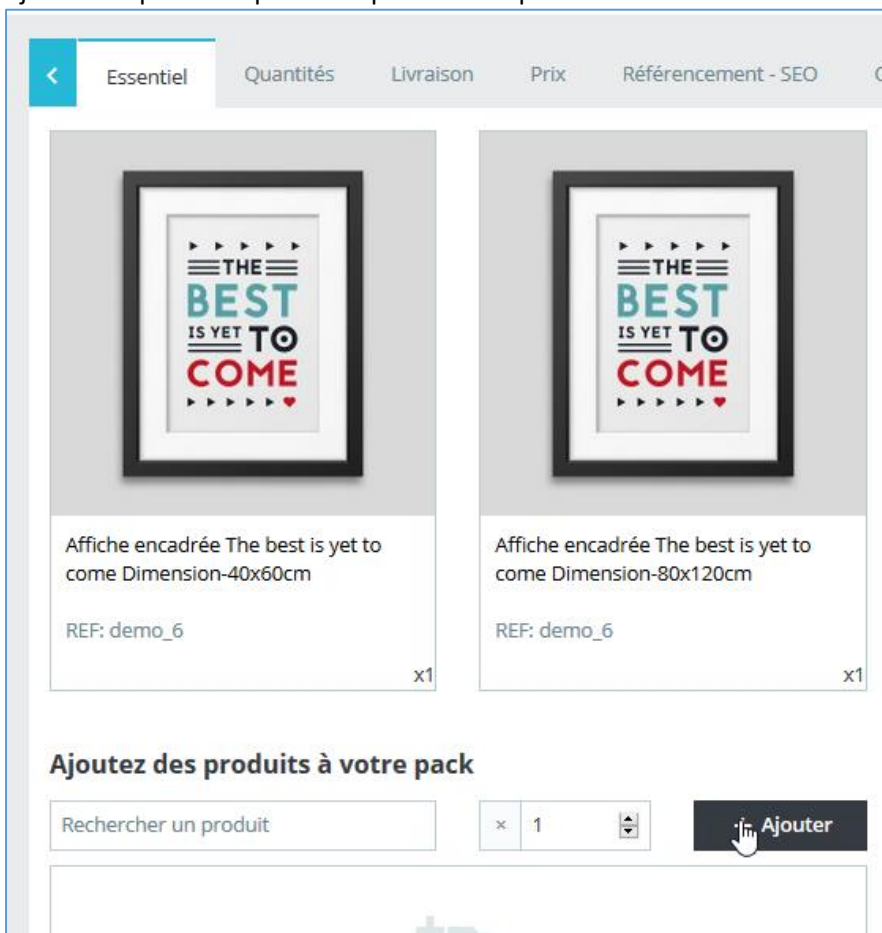 Essentiel Quantités Livraison Prix Référencement - SEO
THE
BEST
IS YET TO
COME
THE
BEST
IS YET TO
COME
Affiche encadrée The best is yet to
come Dimension-40x60cm
REF: demo_6
x1
Affiche encadrée The best is yet to
come Dimension-80x120cm
REF: demo_6
x1
Ajoutez des produits à votre pack
Rechercher un produit × 1 Ajouter